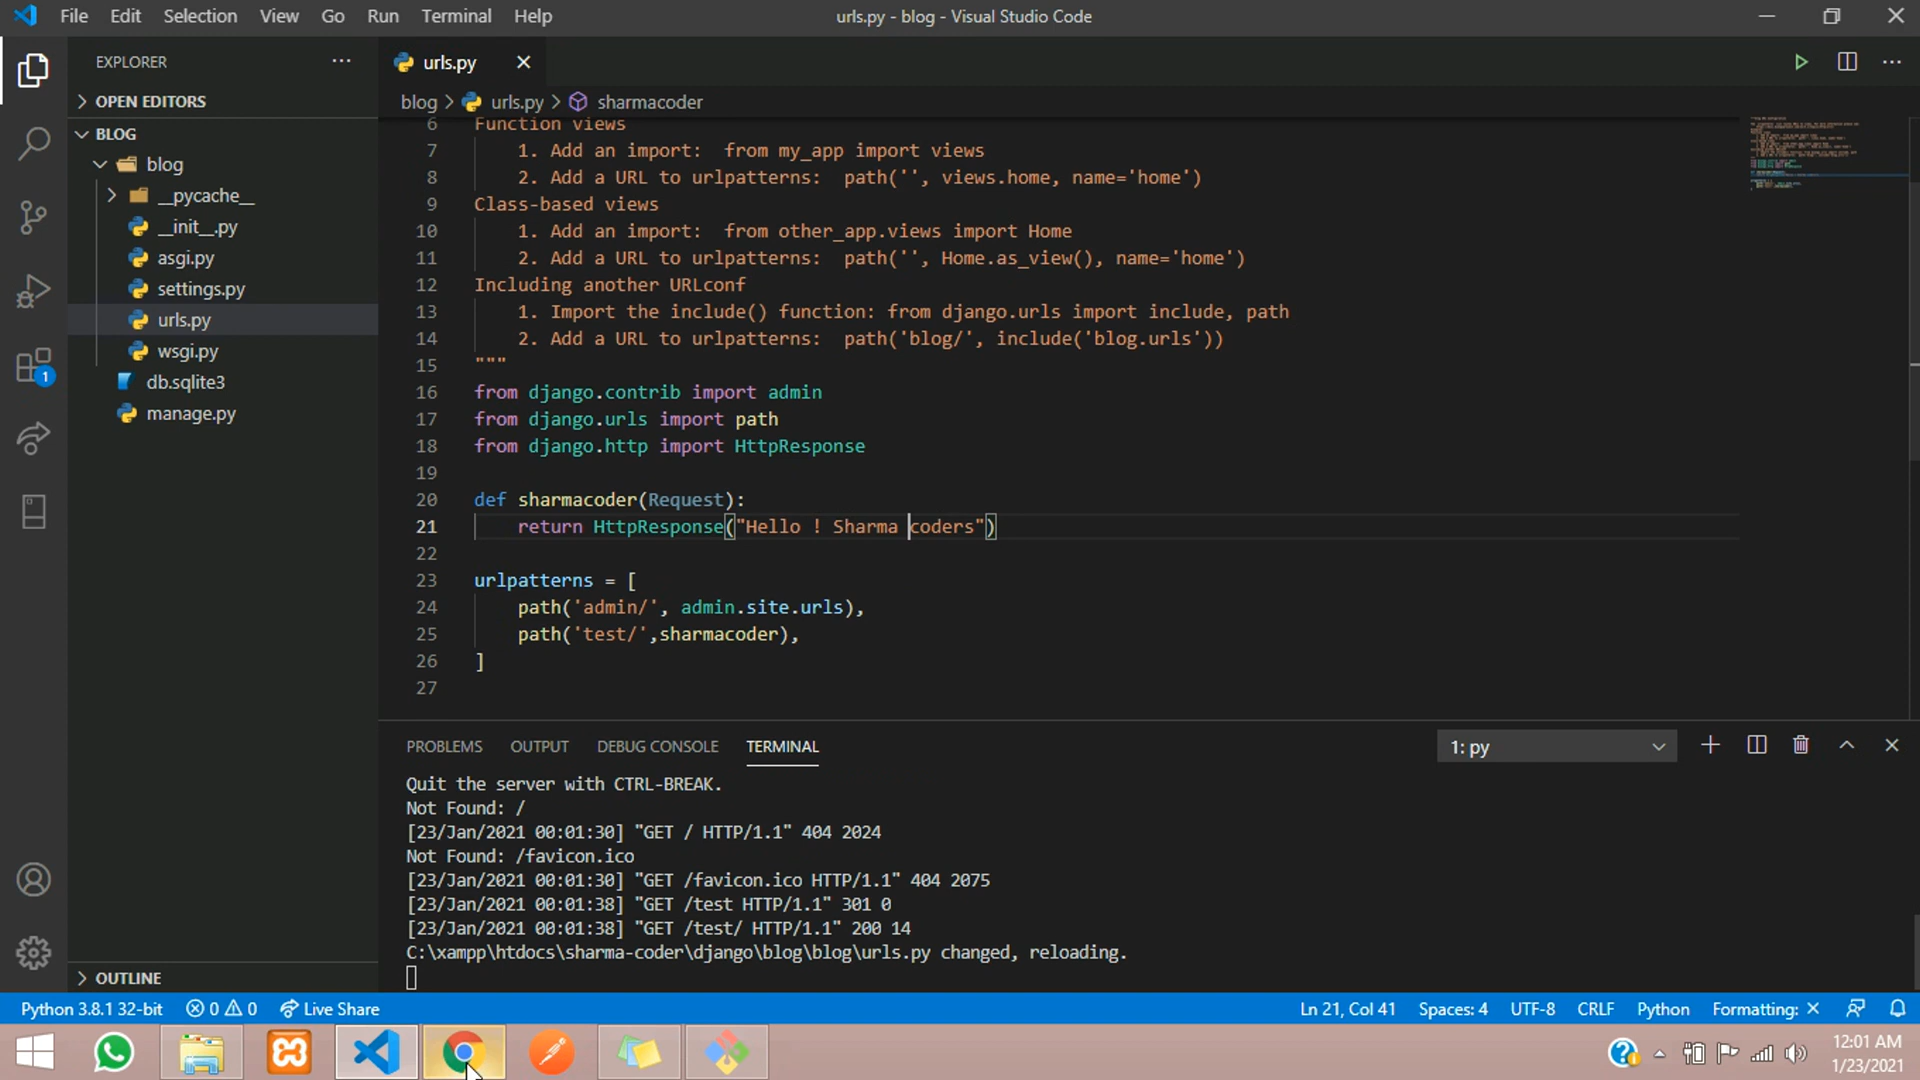 File Edit Selection View Go Run Terminal Help urls.py - blog - Visual Studio Code
EXPLORER
OPEN EDITORS
BLOG
blog
__pycache__
__init__.py
asgi.py
settings.py
urls.py
wsgi.py
db.sqlite3
manage.py
OUTLINE
urls.py
blog > urls.py > sharmacoder
6 Function views
7 1. Add an import:  from my_app import views
8 2. Add a URL to urlpatterns:  path('', views.home, name='home')
9 Class-based views
10 1. Add an import:  from other_app.views import Home
11 2. Add a URL to urlpatterns:  path('', Home.as_view(), name='home')
12 Including another URLconf
13 1. Import the include() function: from django.urls import include, path
14 2. Add a URL to urlpatterns:  path('blog/', include('blog.urls'))
15 """
16 from django.contrib import admin
17 from django.urls import path
18 from django.http import HttpResponse
19
20 def sharmacoder(Request):
21 return HttpResponse("Hello ! Sharma coders")
22
23 urlpatterns = [
24 path('admin/', admin.site.urls),
25 path('test/',sharmacoder),
26 ]
27
PROBLEMS OUTPUT DEBUG CONSOLE TERMINAL 1: py
Quit the server with CTRL-BREAK.
Not Found: /
[23/Jan/2021 00:01:30] "GET / HTTP/1.1" 404 2024
Not Found: /favicon.ico
[23/Jan/2021 00:01:30] "GET /favicon.ico HTTP/1.1" 404 2075
[23/Jan/2021 00:01:38] "GET /test HTTP/1.1" 301 0
[23/Jan/2021 00:01:38] "GET /test/ HTTP/1.1" 200 14
C:\xampp\htdocs\sharma-coder\django\blog\blog\urls.py changed, reloading.
1
Python 3.8.1 32-bit 0 0 Live Share Ln 21, Col 41 Spaces: 4 UTF-8 CRLF Python Formatting: ×
12:01 AM
1/23/2021